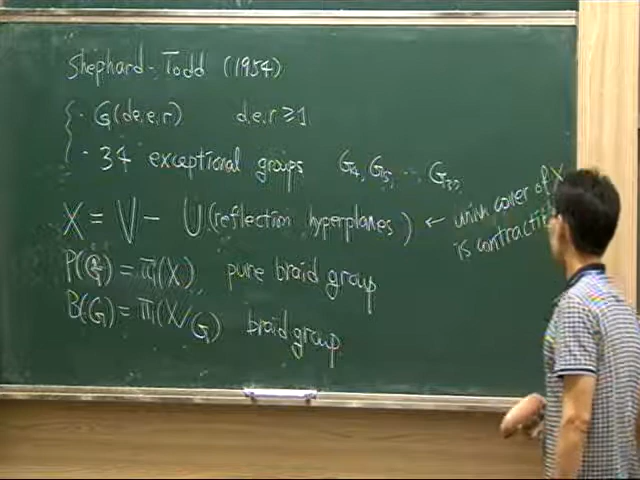 Shephard-Todd (1954)
· G(de,e,r) d,e,r ≥ 1
· 34 exceptional groups G4, G5, ... G37
X = V - ∪(reflection hyperplanes) ← univ cover of X
is contractible
P(G) = π1(X) pure braid group
B(G) = π1(X/G) braid group